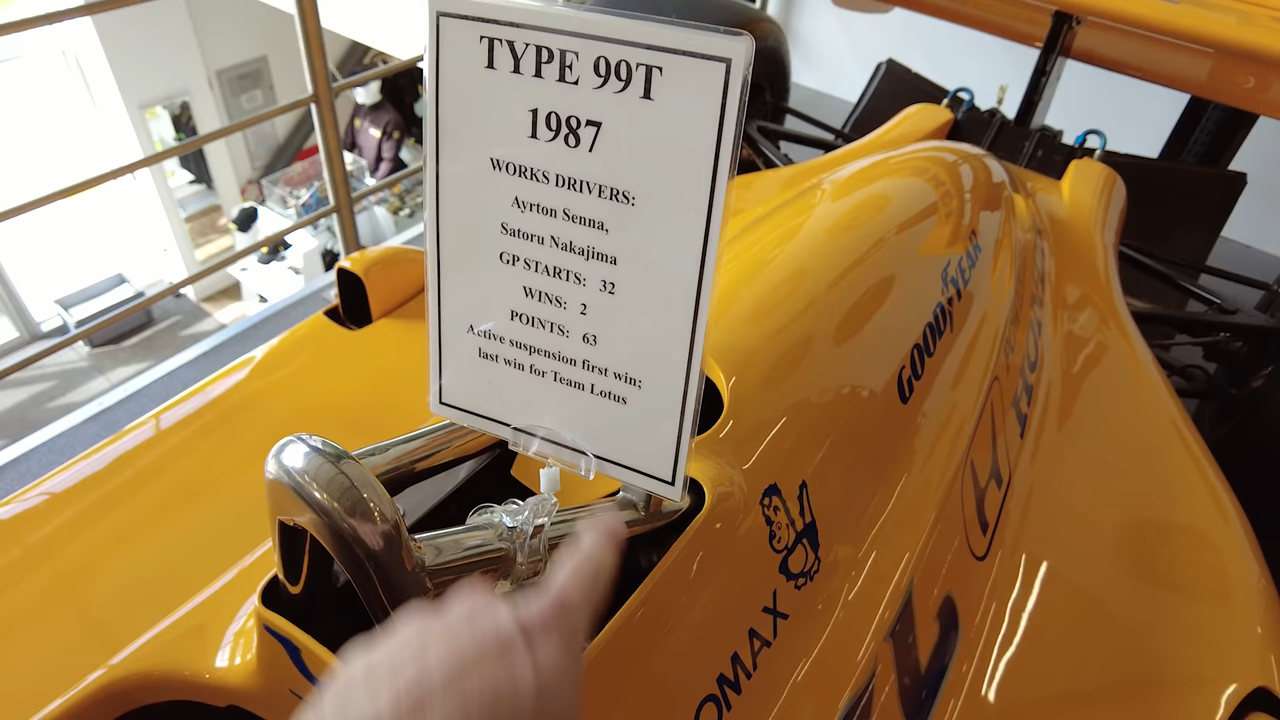 TYPE 99T
1987
WORKS DRIVERS:
Ayrton Senna,
Satoru Nakajima
GP STARTS: 32
WINS: 2
POINTS: 63
Active suspension first win;
last win for Team Lotus
GOODYEAR
HONDA
OMAX